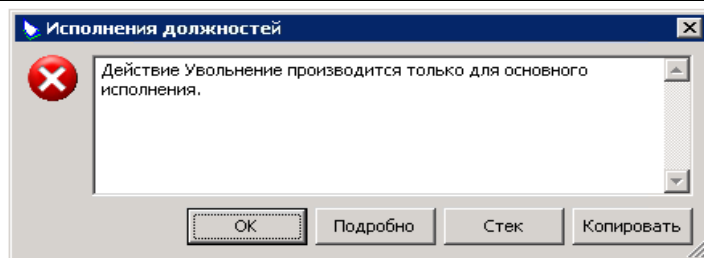 Исполнения должностей
Действие Увольнение производится только для основного
исполнения.
OK
Подробно
Стек
Копировать